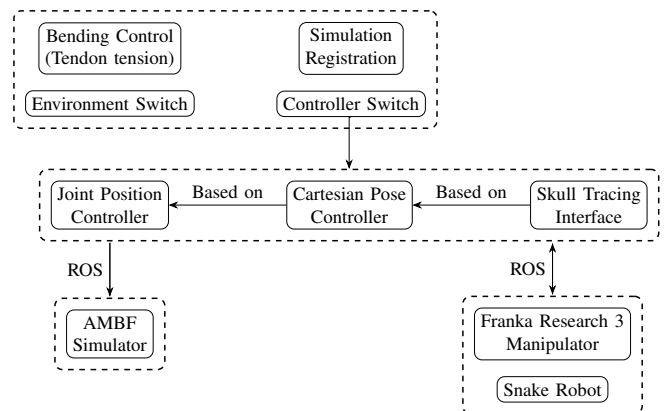 Bending Control
(Tendon tension)
Simulation
Registration
Environment Switch
Controller Switch
Joint Position
Controller
Based on
Cartesian Pose
Controller
Based on
Skull Tracing
Interface
ROS
ROS
AMBF
Simulator
Franka Research 3
Manipulator
Snake Robot